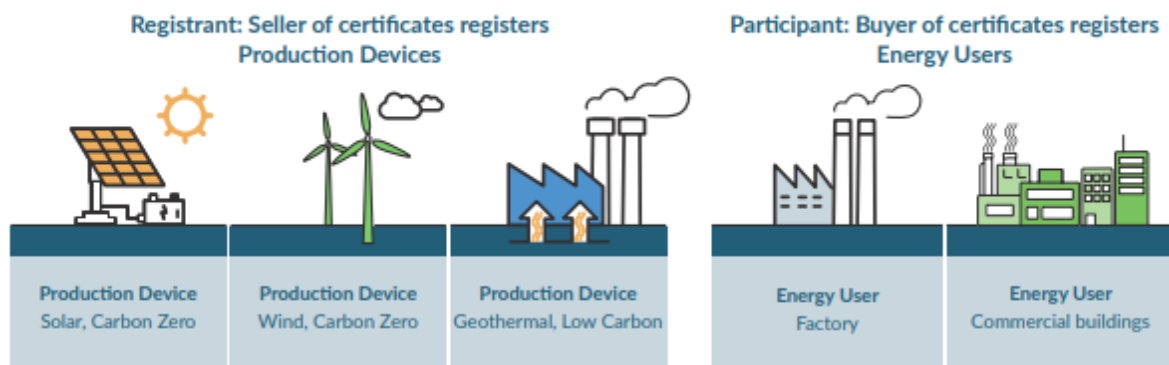 Registrant: Seller of certificates registers
Production Devices
Participant: Buyer of certificates registers
Energy Users
Production Device
Solar, Carbon Zero
Production Device
Wind, Carbon Zero
Production Device
Geothermal, Low Carbon
Energy User
Factory
Energy User
Commercial buildings